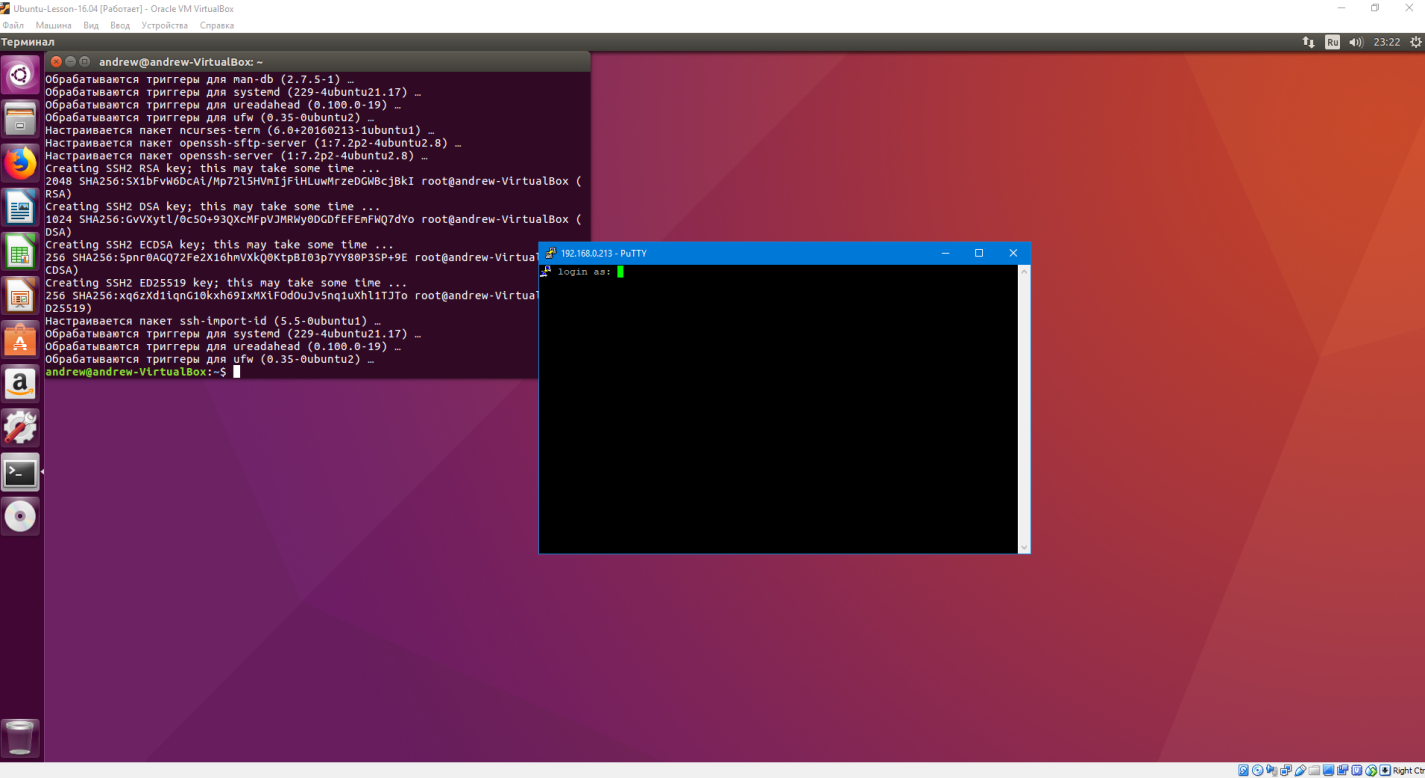 Ubuntu-Lesson-16.04 [Работает] - Oracle VM VirtualBox
Файл Машина Вид Ввод Устройства Справка
Терминал
Ru 23:22
andrew@andrew-VirtualBox: ~
Обрабатываются триггеры для man-db (2.7.5-1) …
Обрабатываются триггеры для systemd (229-4ubuntu21.17) …
Обрабатываются триггеры для ureadahead (0.100.0-19) …
Обрабатываются триггеры для ufw (0.35-0ubuntu2) …
Настраивается пакет ncurses-term (6.0+20160213-1ubuntu1) …
Настраивается пакет openssh-sftp-server (1:7.2p2-4ubuntu2.8) …
Настраивается пакет openssh-server (1:7.2p2-4ubuntu2.8) …
Creating SSH2 RSA key; this may take some time ...
2048 SHA256:SX1bFvW6DcAi/Mp72l5HVmIjFiHLuwMrzeDGWBcjBkI root@andrew-VirtualBox (
RSA)
Creating SSH2 DSA key; this may take some time ...
1024 SHA256:GvVXytl/0cSO+93QXcMFpVJMRWy0DGDfEFEmFWQ7dYo root@andrew-VirtualBox (
DSA)
Creating SSH2 ECDSA key; this may take some time ...
256 SHA256:5pnr0AGQ72Fe2X16hmVXkQ0KtpBI03p7YY80P3SP+9E root@andrew-Virtual
CDSA)
Creating SSH2 ED25519 key; this may take some time ...
256 SHA256:xq6zXd1iqnG10kxh69IxMXiFOdOuJv5nq1uXhl1TJTo root@andrew-Virtual
D25519)
Настраивается пакет ssh-import-id (5.5-0ubuntu1) …
Обрабатываются триггеры для systemd (229-4ubuntu21.17) …
Обрабатываются триггеры для ureadahead (0.100.0-19) …
Обрабатываются триггеры для ufw (0.35-0ubuntu2) …
andrew@andrew-VirtualBox:~$
192.168.0.213 - PuTTY
login as:
Right Ctrl